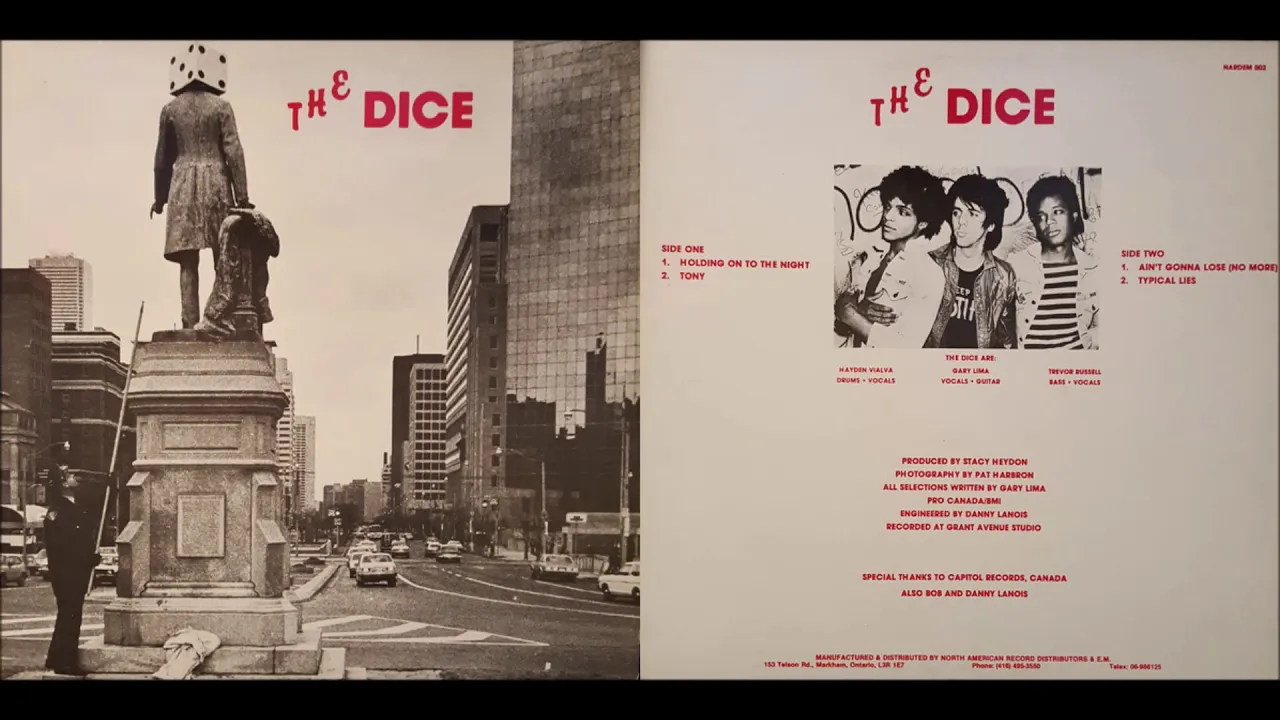 THE DICE
NARDEM 002
THE DICE
SIDE ONE
1. HOLDING ON TO THE NIGHT
2. TONY
SIDE TWO
1. AIN'T GONNA LOSE (NO MORE)
2. TYPICAL LIES
THE DICE ARE:
HAYDEN VIALVA
DRUMS • VOCALS
GARY LIMA
VOCALS • GUITAR
TREVOR RUSSELL
BASS • VOCALS
PRODUCED BY STACY HEYDON
PHOTOGRAPHY BY PAT HARBRON
ALL SELECTIONS WRITTEN BY GARY LIMA
PRO CANADA/BMI
ENGINEERED BY DANNY LANOIS
RECORDED AT GRANT AVENUE STUDIO
SPECIAL THANKS TO CAPITOL RECORDS, CANADA
ALSO BOB AND DANNY LANOIS
MANUFACTURED & DISTRIBUTED BY NORTH AMERICAN RECORD DISTRIBUTORS & E.M.
153 Telson Rd., Markham, Ontario, L3R 1E7 Phone: (416) 495-3550 Telex: 06-986125